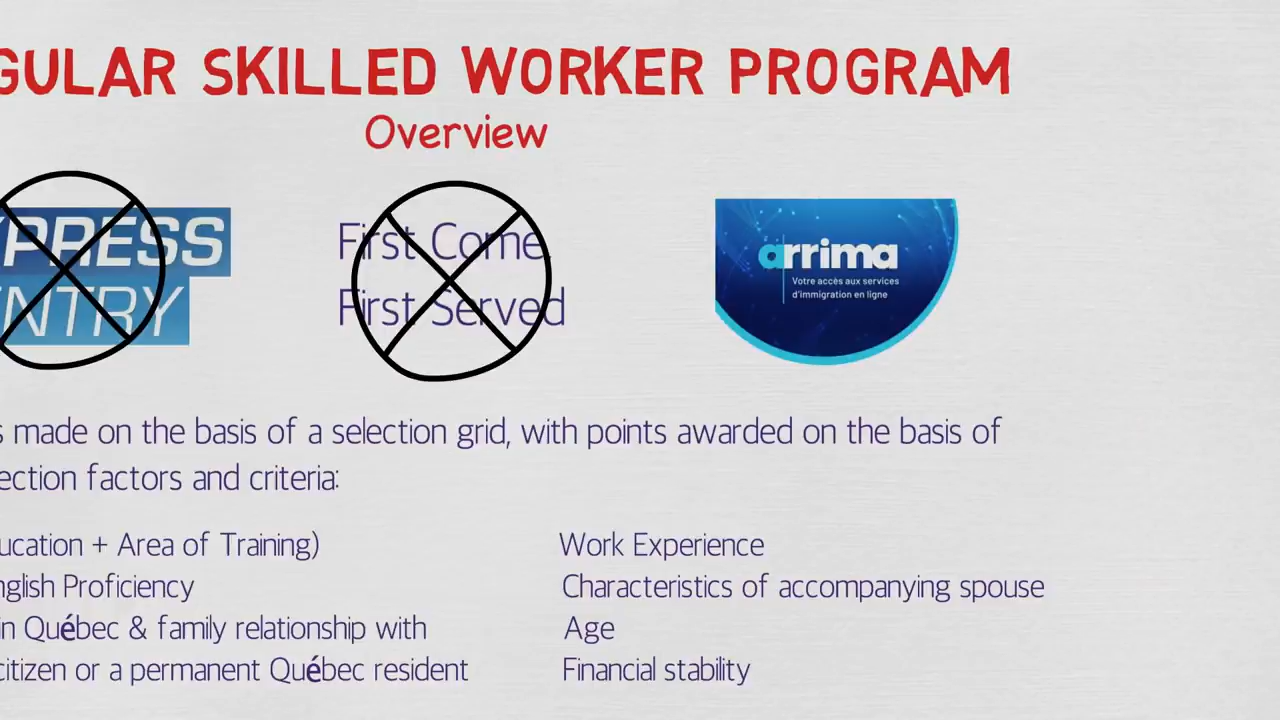 GULAR SKILLED WORKER PROGRAM
Overview
XPRESS
ENTRY
First Come
First Served
arrima
Votre accès aux services
d'immigration en ligne
s made on the basis of a selection grid, with points awarded on the basis of
ection factors and criteria:
ucation + Area of Training)
nglish Proficiency
in Québec & family relationship with
citizen or a permanent Québec resident
Work Experience
Characteristics of accompanying spouse
Age
Financial stability